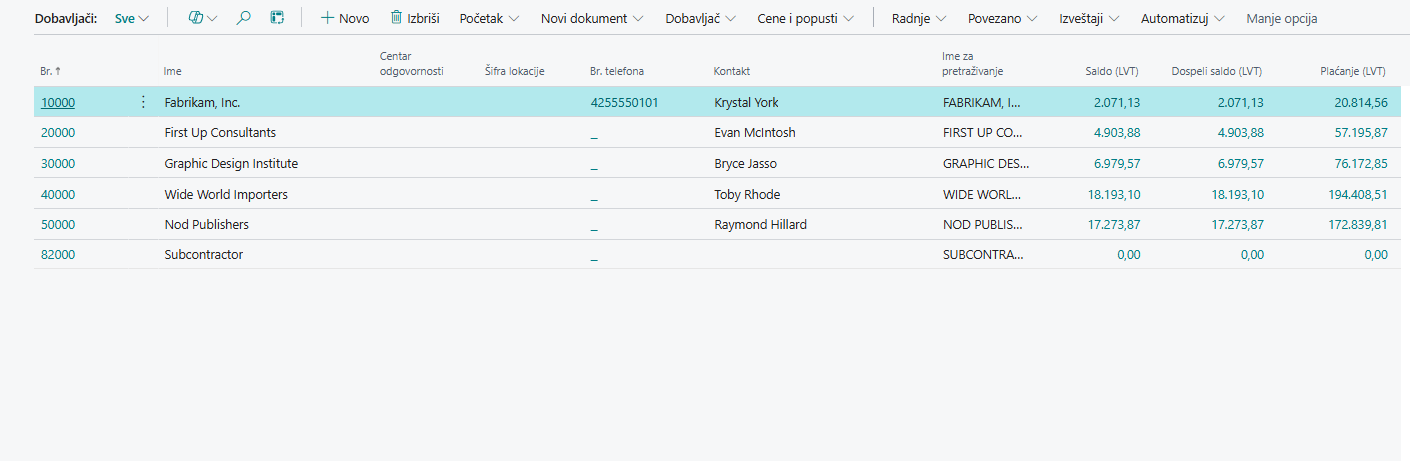 Dobavljači: Sve Novo Izbriši Početak Novi dokument Dobavljač Cene i popusti Radnje Povezano Izveštaji Automatizuj Manje opcija
Br. ↑ Ime Centar odgovornosti Šifra lokacije Br. telefona Kontakt Ime za pretraživanje Saldo (LVT) Dospeli saldo (LVT) Plaćanje (LVT)
10000 Fabrikam, Inc. 4255550101 Krystal York FABRIKAM, I... 2.071,13 2.071,13 20.814,56
20000 First Up Consultants _ Evan McIntosh FIRST UP CO... 4.903,88 4.903,88 57.195,87
30000 Graphic Design Institute _ Bryce Jasso GRAPHIC DES... 6.979,57 6.979,57 76.172,85
40000 Wide World Importers _ Toby Rhode WIDE WORL... 18.193,10 18.193,10 194.408,51
50000 Nod Publishers _ Raymond Hillard NOD PUBLIS... 17.273,87 17.273,87 172.839,81
82000 Subcontractor _ SUBCONTRA... 0,00 0,00 0,00